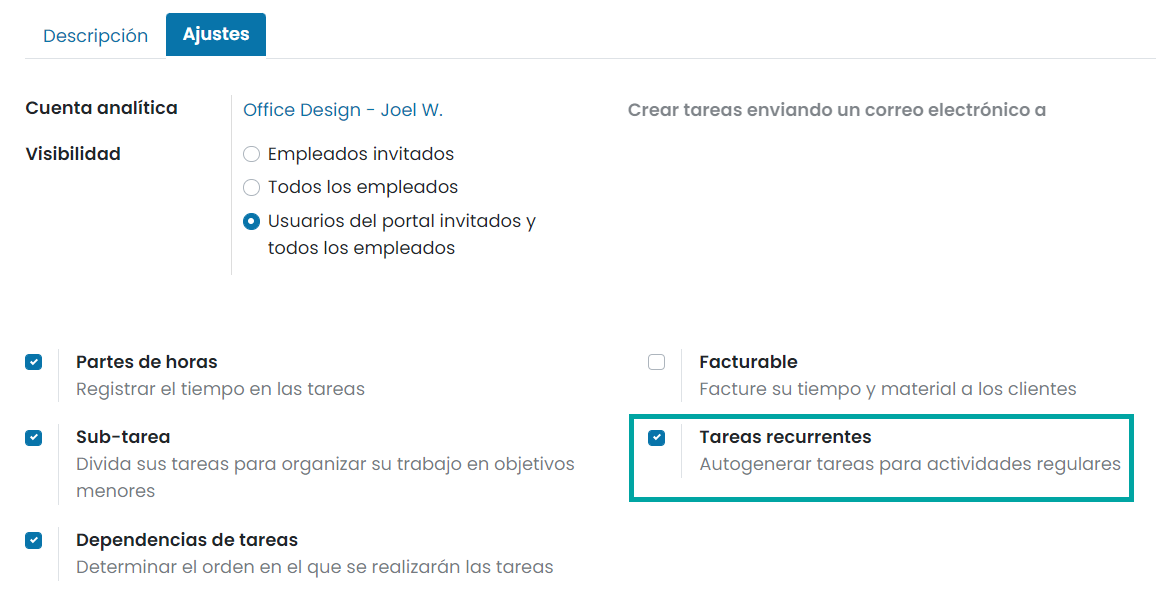 Descripción
Ajustes
Cuenta analítica
Office Design - Joel W.
Crear tareas enviando un correo electrónico a
Visibilidad
Empleados invitados
Todos los empleados
Usuarios del portal invitados y
todos los empleados
Partes de horas
Registrar el tiempo en las tareas
Facturable
Facture su tiempo y material a los clientes
Sub-tarea
Divida sus tareas para organizar su trabajo en objetivos
menores
Tareas recurrentes
Autogenerar tareas para actividades regulares
Dependencias de tareas
Determinar el orden en el que se realizarán las tareas